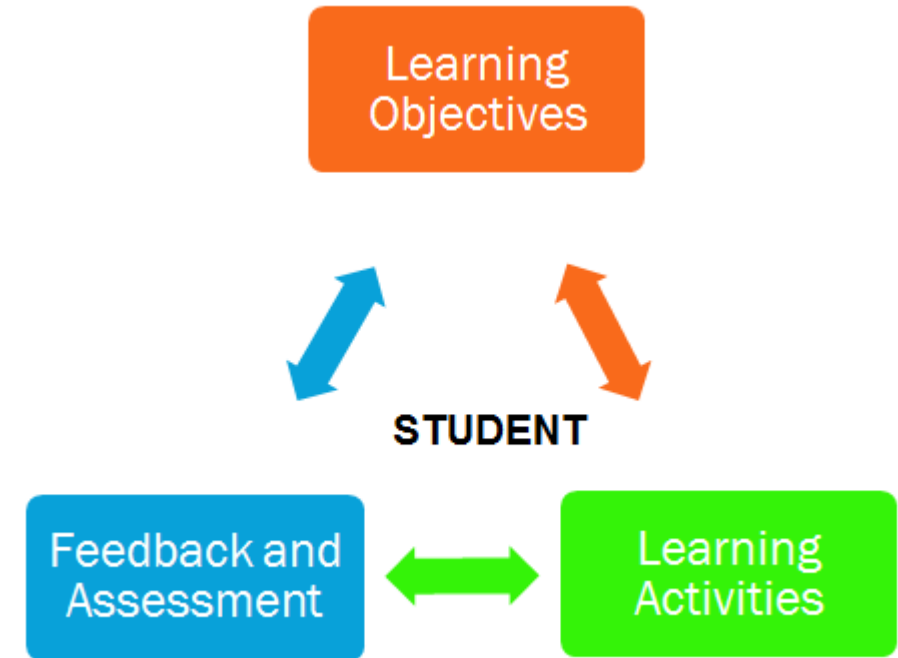 Learning
Objectives
STUDENT
Feedback and
Assessment
Learning
Activities